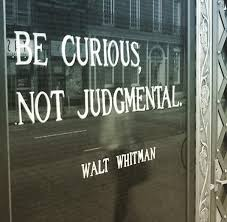 BE CURIOUS,
NOT JUDGMENTAL.
WALT WHITMAN